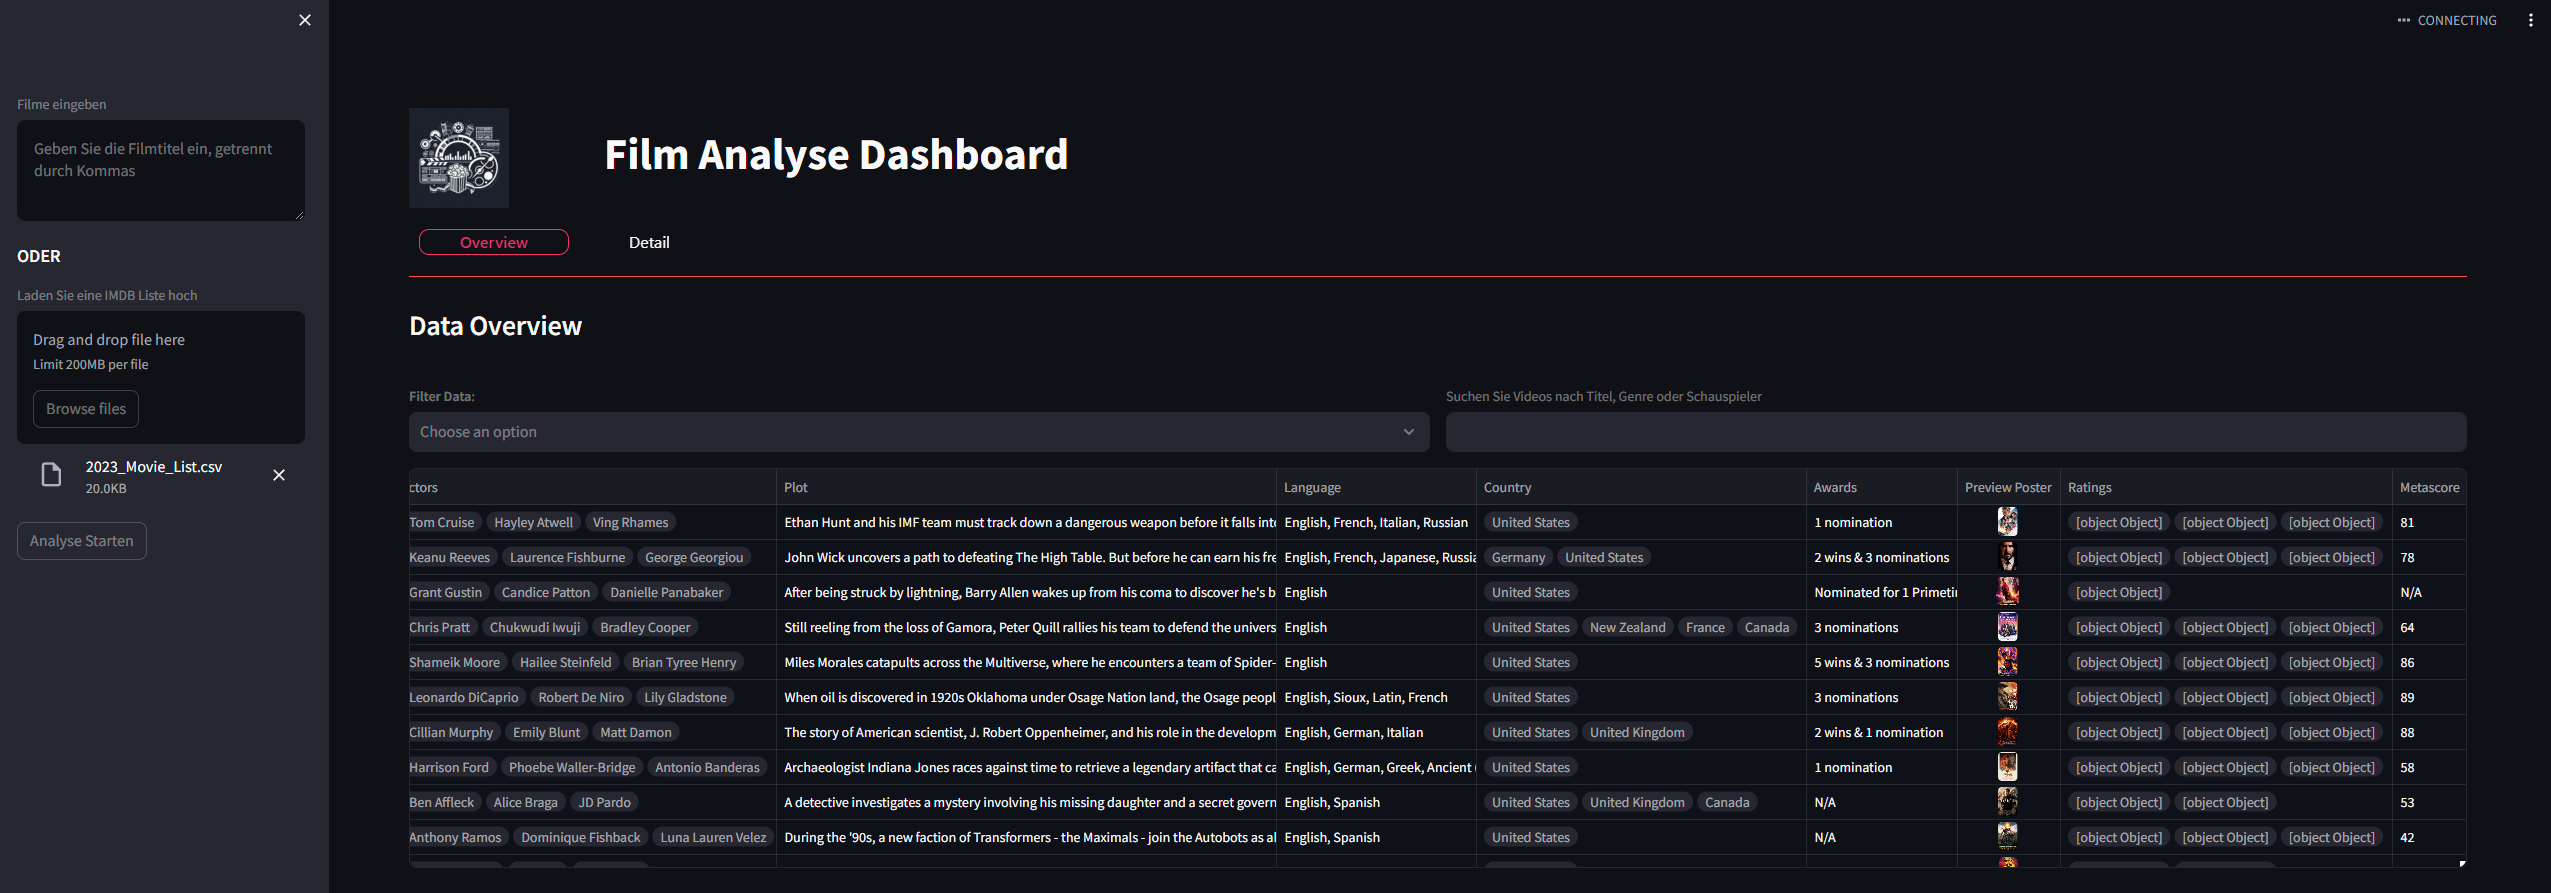 CONNECTING
Filme eingeben
Geben Sie die Filmtitel ein, getrennt
durch Kommas
ODER
Laden Sie eine IMDB Liste hoch
Drag and drop file here
Limit 200MB per file
Browse files
2023_Movie_List.csv
20.0KB
Analyse Starten
Film Analyse Dashboard
Overview Detail
Data Overview
Filter Data: Suchen Sie Videos nach Titel, Genre oder Schauspieler
Choose an option
ctors Plot Language Country Awards Preview Poster Ratings Metascore
Tom Cruise Hayley Atwell Ving Rhames Ethan Hunt and his IMF team must track down a dangerous weapon before it falls into English, French, Italian, Russian United States 1 nomination [object Object] [object Object] [object Object] 81
Keanu Reeves Laurence Fishburne George Georgiou John Wick uncovers a path to defeating The High Table. But before he can earn his fre English, French, Japanese, Russia Germany United States 2 wins & 3 nominations [object Object] [object Object] [object Object] 78
Grant Gustin Candice Patton Danielle Panabaker After being struck by lightning, Barry Allen wakes up from his coma to discover he's b English United States Nominated for 1 Primetim [object Object] N/A
Chris Pratt Chukwudi Iwuji Bradley Cooper Still reeling from the loss of Gamora, Peter Quill rallies his team to defend the univers English United States New Zealand France Canada 3 nominations [object Object] [object Object] [object Object] 64
Shameik Moore Hailee Steinfeld Brian Tyree Henry Miles Morales catapults across the Multiverse, where he encounters a team of Spider- English United States 5 wins & 3 nominations [object Object] [object Object] [object Object] 86
Leonardo DiCaprio Robert De Niro Lily Gladstone When oil is discovered in 1920s Oklahoma under Osage Nation land, the Osage peopl English, Sioux, Latin, French United States 3 nominations [object Object] [object Object] [object Object] 89
Cillian Murphy Emily Blunt Matt Damon The story of American scientist, J. Robert Oppenheimer, and his role in the developm English, German, Italian United States United Kingdom 2 wins & 1 nomination [object Object] [object Object] [object Object] 88
Harrison Ford Phoebe Waller-Bridge Antonio Banderas Archaeologist Indiana Jones races against time to retrieve a legendary artifact that ca English, German, Greek, Ancient ( United States 1 nomination [object Object] [object Object] [object Object] 58
Ben Affleck Alice Braga JD Pardo A detective investigates a mystery involving his missing daughter and a secret govern English, Spanish United States United Kingdom Canada N/A [object Object] [object Object] 53
Anthony Ramos Dominique Fishback Luna Lauren Velez During the '90s, a new faction of Transformers - the Maximals - join the Autobots as al English, Spanish United States N/A [object Object] [object Object] [object Object] 42